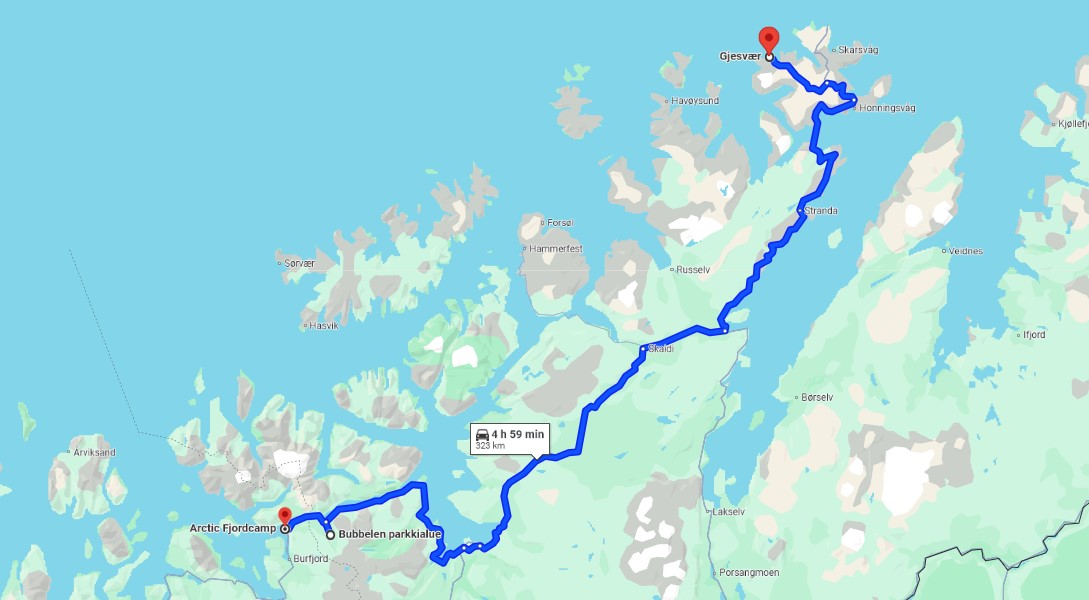 Gjesvær
Skarsvåg
Havøysund
Honningsvåg
Kjøllefj
Stranda
Forsøl
Hammerfest
Veidnes
Sørvær
Russelv
Hasvik
Ifjord
Skaidi
Børselv
4 h 59 min
323 km
Arviksand
Lakselv
Arctic Fjordcamp
Bubbelen parkkialue
Burfjord
Porsangmoen